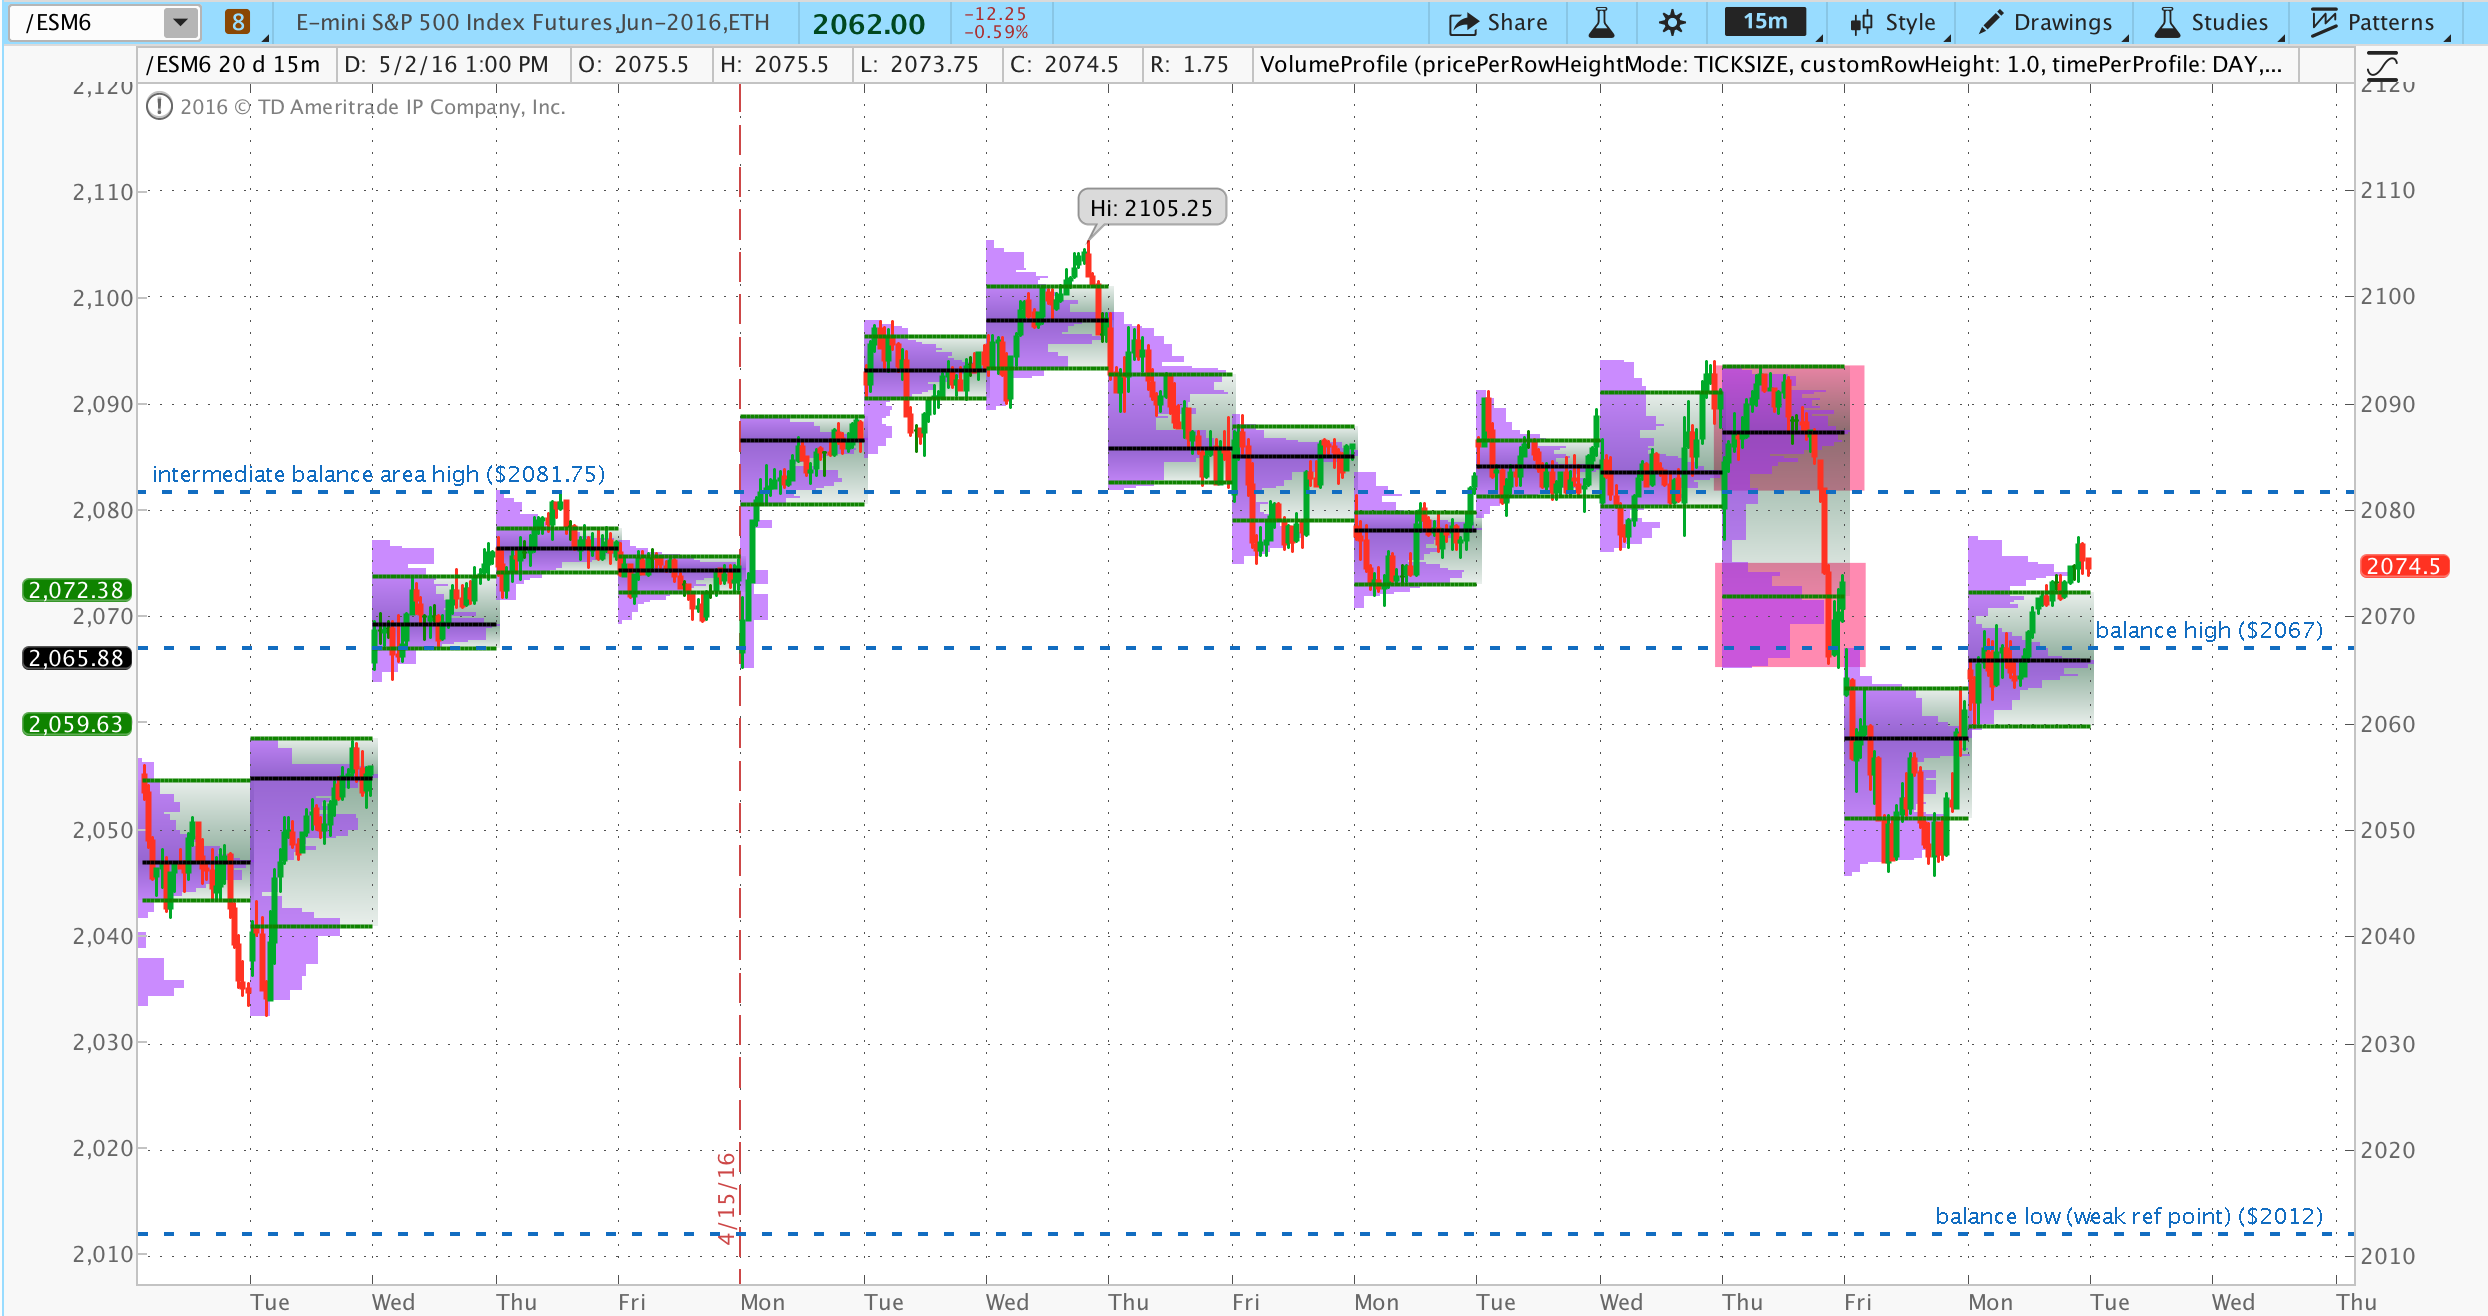 /ESM6 8 E-mini S&P 500 Index Futures,Jun-2016,ETH 2062.00 -12.25 -0.59% Share 15m Style Drawings Studies Patterns
/ESM6 20 d 15m D: 5/2/16 1:00 PM O: 2075.5 H: 2075.5 L: 2073.75 C: 2074.5 R: 1.75 VolumeProfile (pricePerRowHeightMode: TICKSIZE, customRowHeight: 1.0, timePerProfile: DAY,...
2,120 2120
2016 © TD Ameritrade IP Company, Inc.
2,110 2110
Hi: 2105.25
2,100 2100
2,090 2090
intermediate balance area high ($2081.75)
2,080 2080
2074.5
2,072.38
2,070 2070
balance high ($2067)
2,065.88
2,059.63 2060
2,050 2050
2,040 2040
2,030 2030
2,020 2020
4/15/16
balance low (weak ref point) ($2012)
2,010 2010
Tue Wed Thu Fri Mon Tue Wed Thu Fri Mon Tue Wed Thu Fri Mon Tue Wed Thu